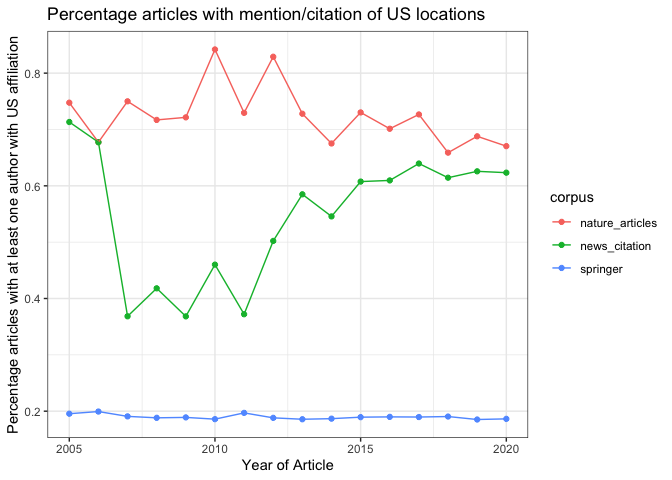 Percentage articles with mention/citation of US locations
Percentage articles with at least one author with US affiliation
0.8
0.6
0.4
0.2
2005
2010
2015
2020
Year of Article
corpus
nature_articles
news_citation
springer